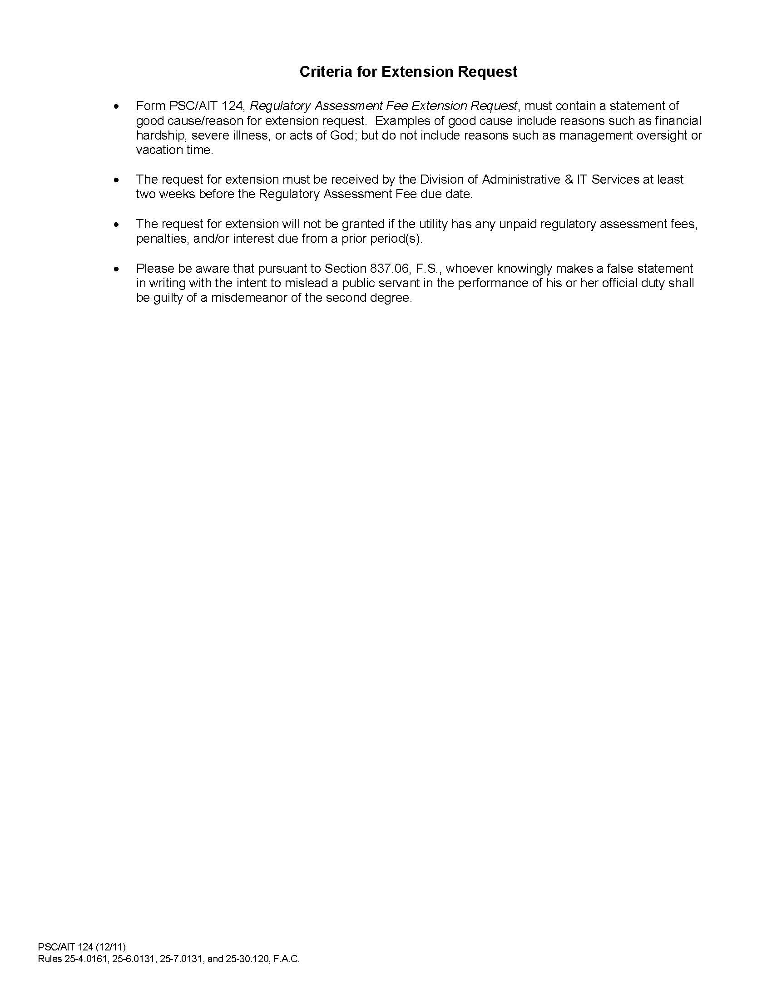 Criteria for Extension Request
• Form PSC/AIT 124, Regulatory Assessment Fee Extension Request, must contain a statement of
good cause/reason for extension request.  Examples of good cause include reasons such as financial
hardship, severe illness, or acts of God; but do not include reasons such as management oversight or
vacation time.
• The request for extension must be received by the Division of Administrative & IT Services at least
two weeks before the Regulatory Assessment Fee due date.
• The request for extension will not be granted if the utility has any unpaid regulatory assessment fees,
penalties, and/or interest due from a prior period(s).
• Please be aware that pursuant to Section 837.06, F.S., whoever knowingly makes a false statement
in writing with the intent to mislead a public servant in the performance of his or her official duty shall
be guilty of a misdemeanor of the second degree.
PSC/AIT 124 (12/11)
Rules 25-4.0161, 25-6.0131, 25-7.0131, and 25-30.120, F.A.C.